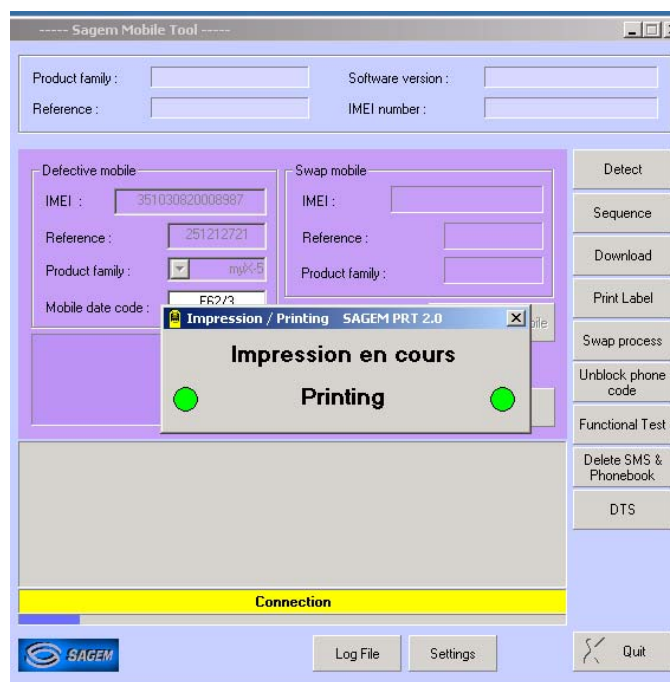 ----- Sagem Mobile Tool -----
Product family :
Software version :
Reference :
IMEI number :
Defective mobile
Swap mobile
Detect
IMEI :
351030820008987
IMEI :
Sequence
Reference :
251212721
Reference :
Download
Product family :
myX-5
Product family :
Print Label
Mobile date code :
F62/3
Impression / Printing SAGEM PRT 2.0
Impression en cours
Printing
Swap process
Unblock phone
code
Functional Test
Delete SMS &
Phonebook
DTS
Connection
SAGEM
Log File
Settings
Quit